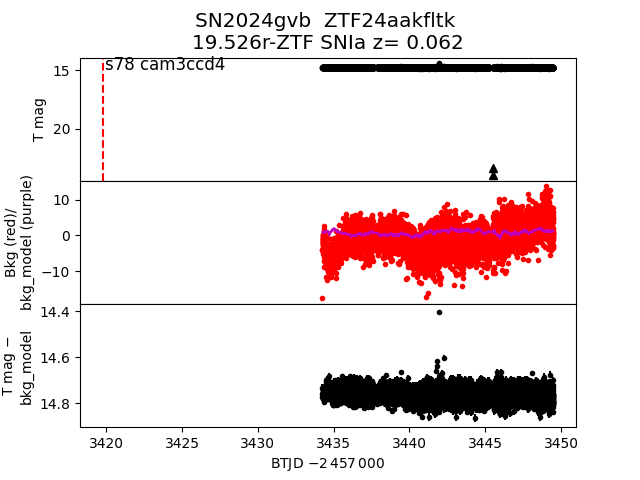 SN2024gvb  ZTF24aakfltk
19.526r-ZTF SNIa z= 0.062
s78 cam3ccd4
T mag
15
20
Bkg (red)/
bkg_model (purple)
10
0
−10
T mag −
bkg_model
14.4
14.6
14.8
3420 3425 3430 3435 3440 3445 3450
BTJD −2 457 000